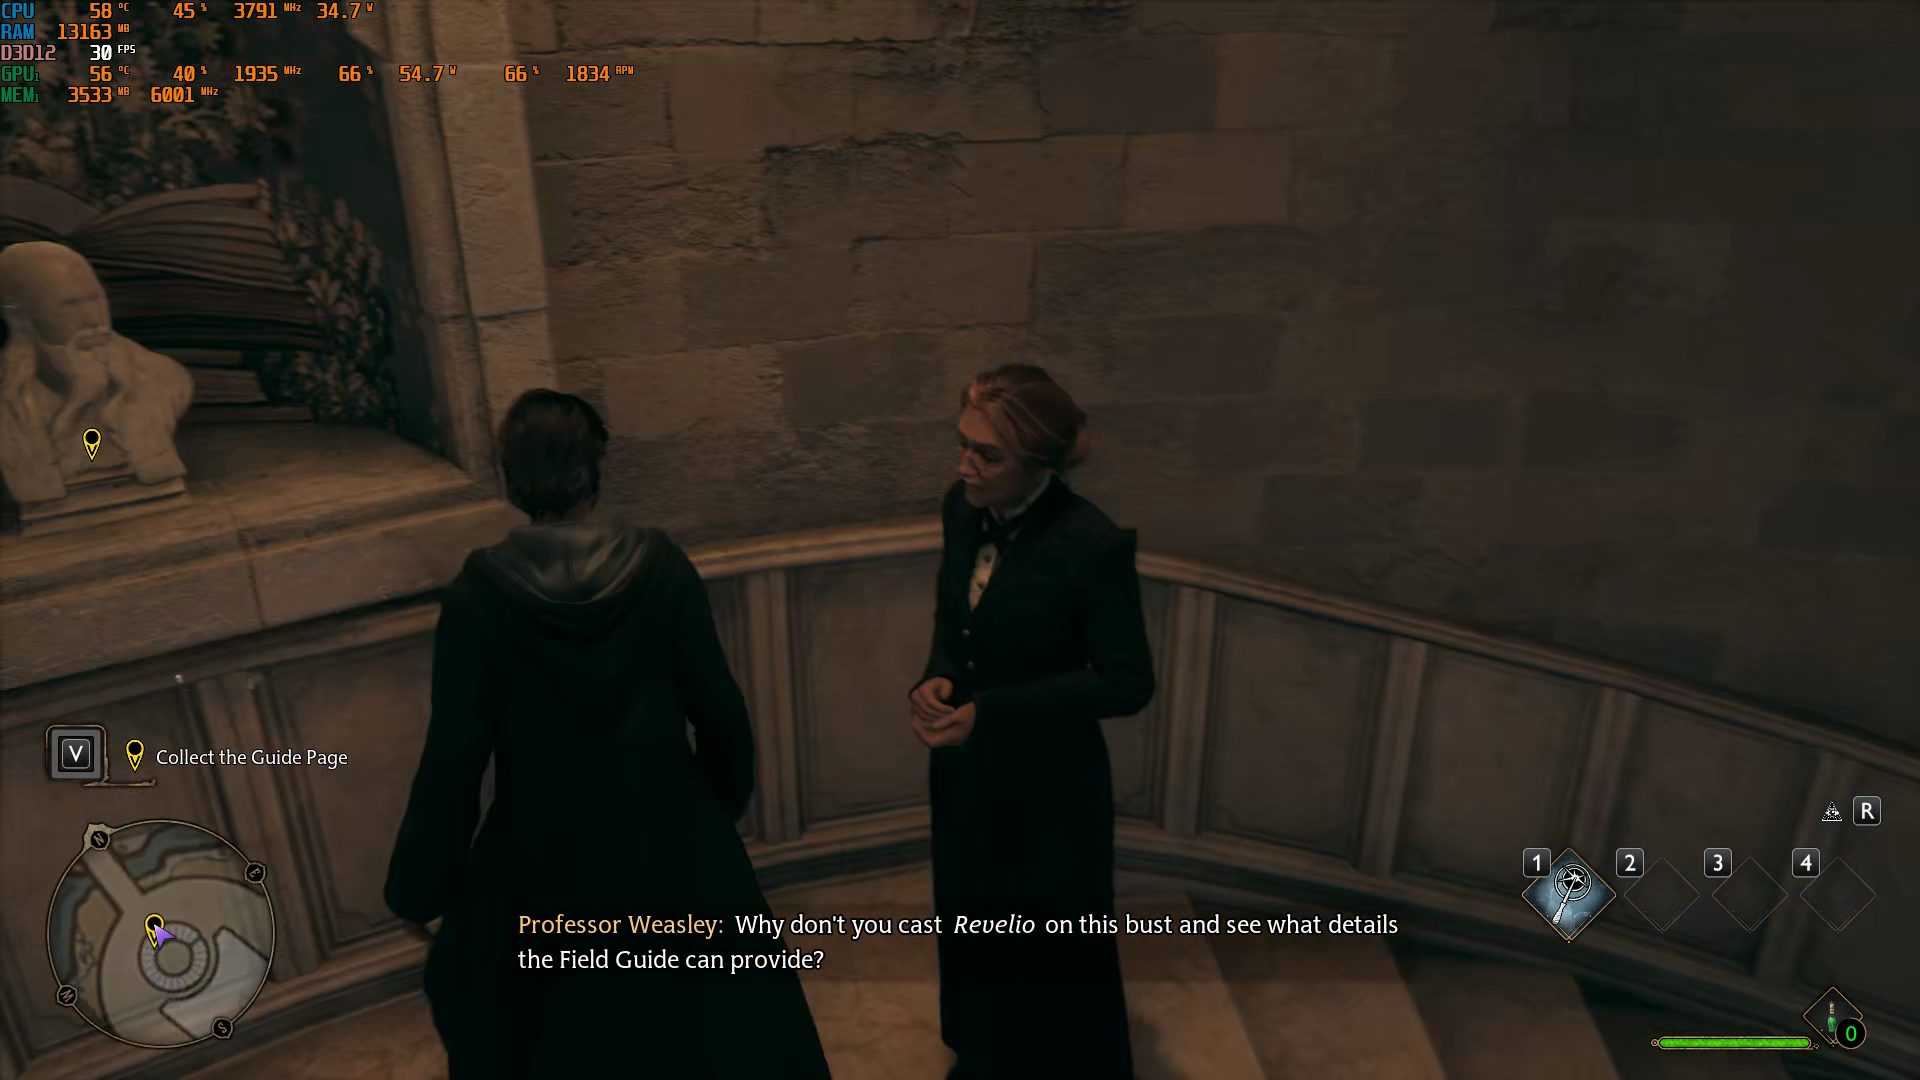 CPU 58 °C 45 % 3791 MHz 34.7 W
RAM 13163 MB
D3D12 30 FPS
GPU1 56 °C 40 % 1935 MHz 66 % 54.7 W 66 % 1834 RPM
MEM1 3533 MB 6001 MHz
V Collect the Guide Page
N
E
W
S
R
1 2 3 4
Professor Weasley: Why don't you cast Revelio on this bust and see what details
the Field Guide can provide?
0